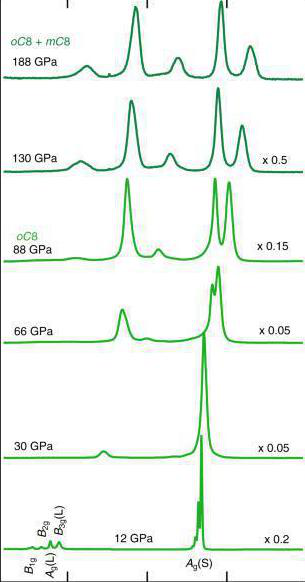 oC8 + mC8
188 GPa
130 GPa
x 0.5
oC8
88 GPa
x 0.15
66 GPa
x 0.05
30 GPa
x 0.05
B1g
B2g
Ag(L)
B3g(L)
12 GPa
x 0.2
Ag(S)